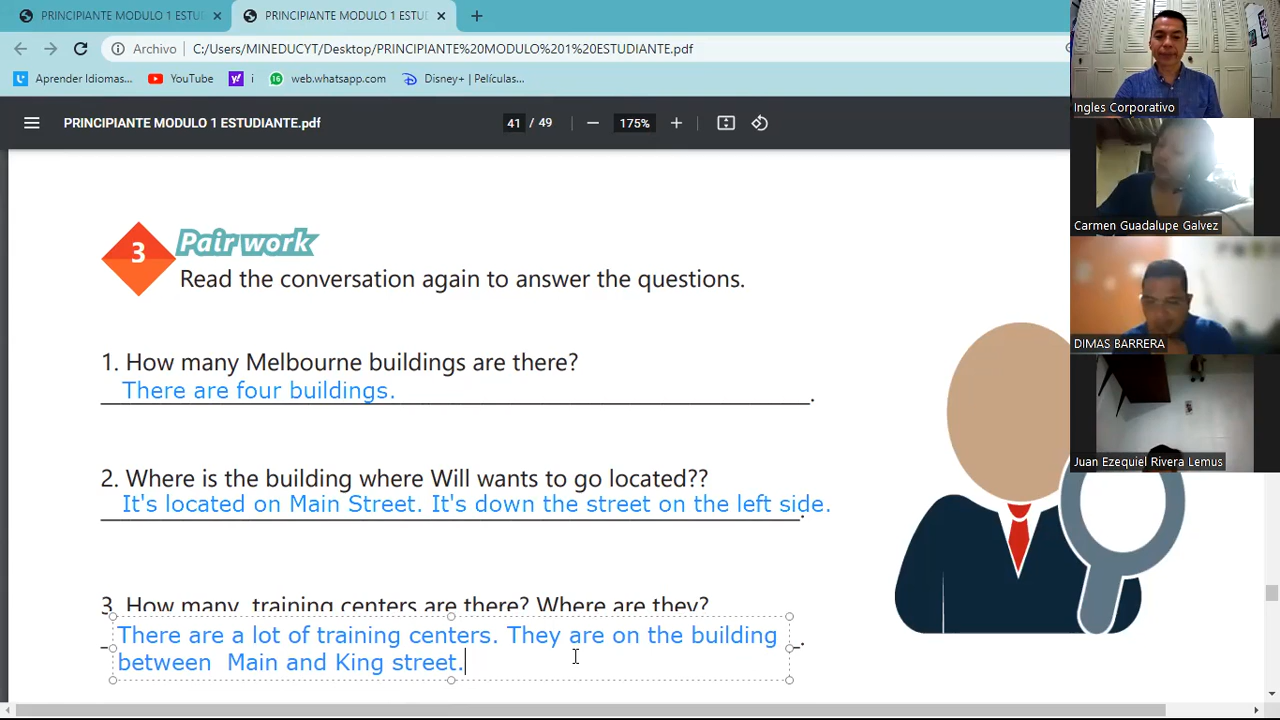 PRINCIPIANTE MODULO 1 ESTU
PRINCIPIANTE MODULO 1 ESTUDI
Archivo
C:/Users/MINEDUCYT/Desktop/PRINCIPIANTE%20MODULO%201%20ESTUDIANTE.pdf
Aprender Idiomas...
YouTube
i
16
web.whatsapp.com
Disney+ | Películas,...
PRINCIPIANTE MODULO 1 ESTUDIANTE.pdf
41 / 49
175%
3
Pair work
Read the conversation again to answer the questions.
1. How many Melbourne buildings are there?
There are four buildings.
2. Where is the building where Will wants to go located??
It's located on Main Street. It's down the street on the left side.
3. How many training centers are there? Where are they?
There are a lot of training centers. They are on the building
between Main and King street.
Ingles Corporativo
Carmen Guadalupe Galvez
DIMAS BARRERA
Juan Ezequiel Rivera Lemus